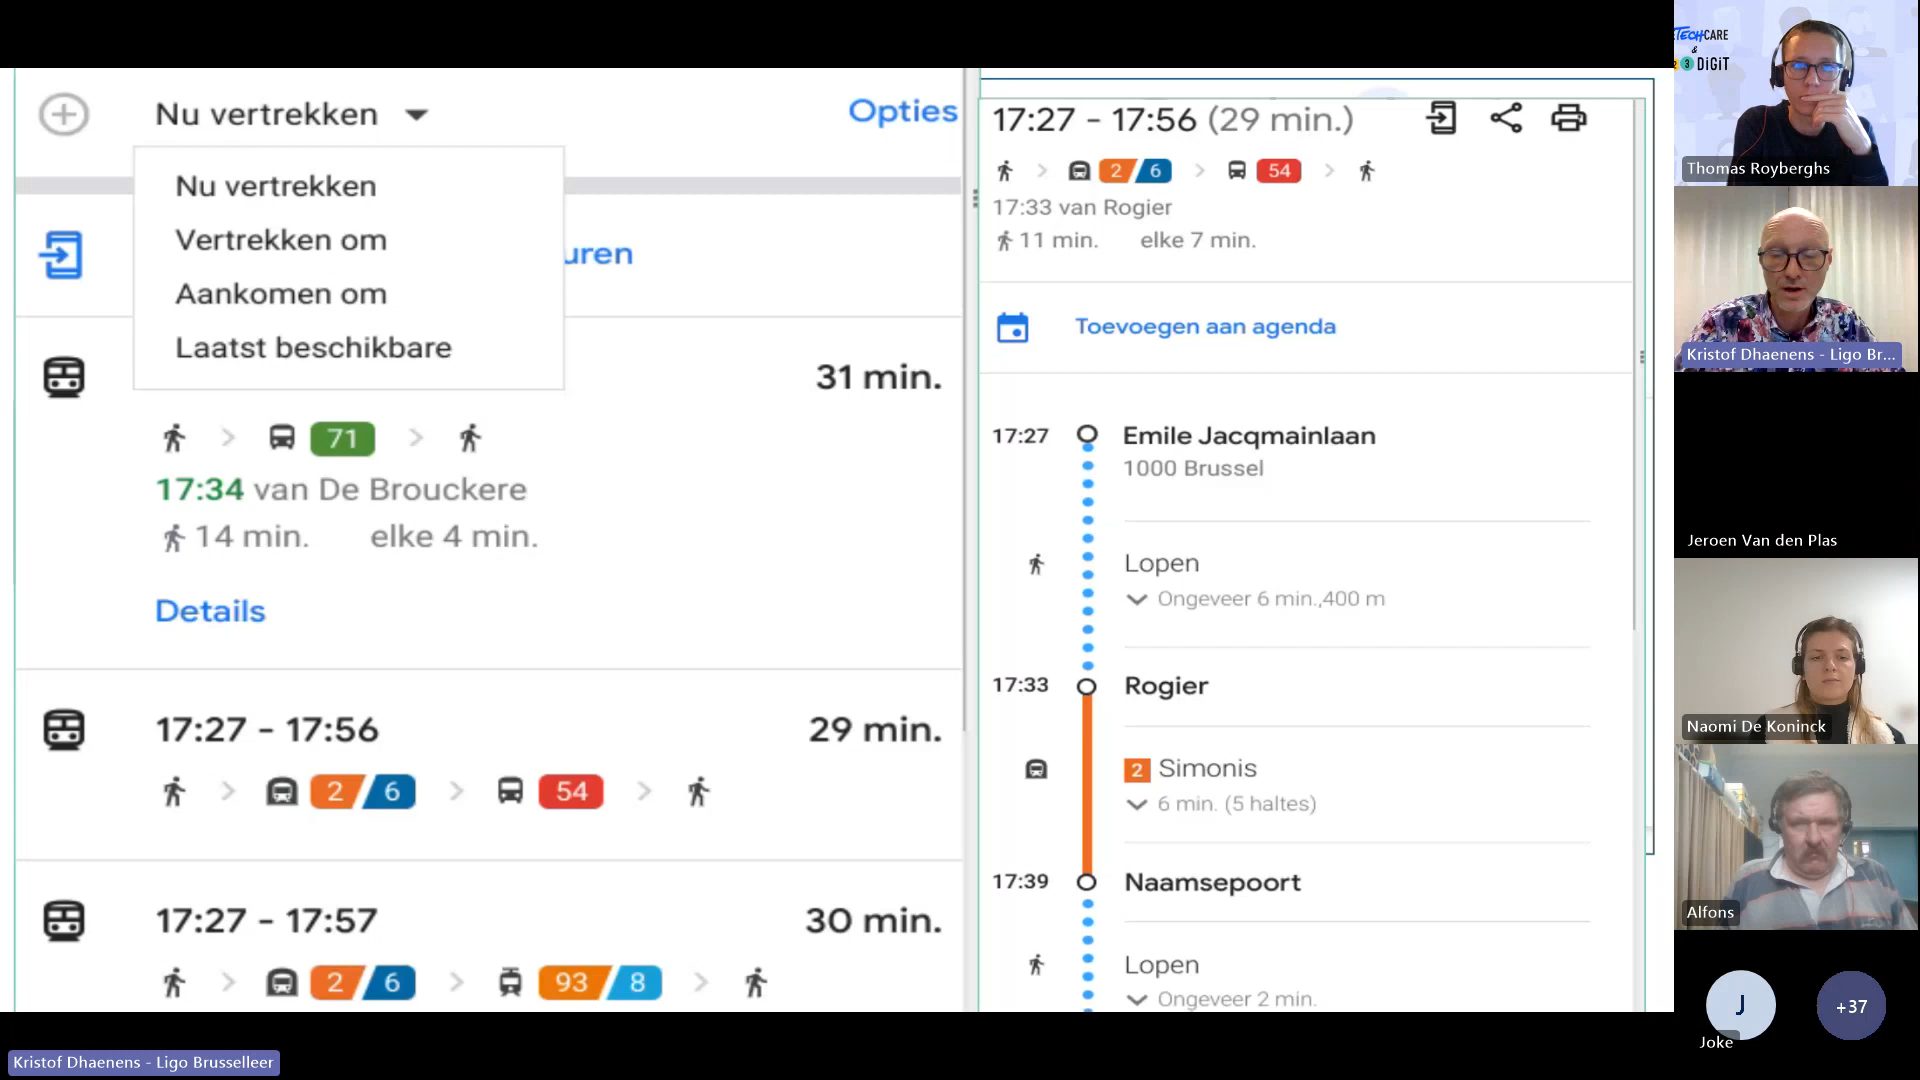 Nu vertrekken
Opties
Nu vertrekken
Vertrekken om
Aankomen om
Laatst beschikbare
uren
31 min.
71
17:34 van De Brouckere
14 min. elke 4 min.
Details
17:27 - 17:56 29 min.
2 / 6 54
17:27 - 17:57 30 min.
2 / 6 93 / 8
17:27 - 17:56 (29 min.)
2 / 6 54
17:33 van Rogier
11 min. elke 7 min.
Toevoegen aan agenda
17:27 Emile Jacqmainlaan
1000 Brussel
Lopen
Ongeveer 6 min.,400 m
17:33 Rogier
2 Simonis
6 min. (5 haltes)
17:39 Naamsepoort
Lopen
Ongeveer 2 min.
TECHCARE
&
3 DiGiT
Thomas Royberghs
Kristof Dhaenens - Ligo Br...
Jeroen Van den Plas
Naomi De Koninck
Alfons
J
Joke
+37
Kristof Dhaenens - Ligo Brusselleer